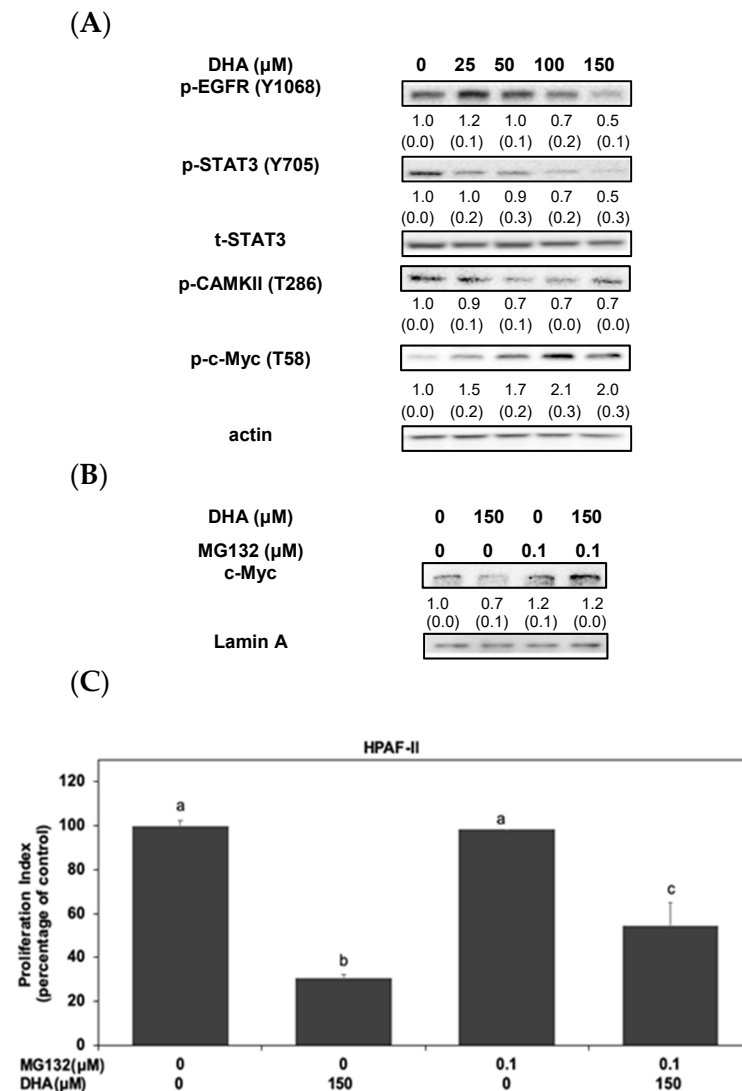 (A)
DHA (µM) 0 25 50 100 150
p-EGFR (Y1068)
1.0 1.2 1.0 0.7 0.5
(0.0) (0.1) (0.1) (0.2) (0.1)
p-STAT3 (Y705)
1.0 1.0 0.9 0.7 0.5
(0.0) (0.2) (0.3) (0.2) (0.3)
t-STAT3
p-CAMKII (T286)
1.0 0.9 0.7 0.7 0.7
(0.0) (0.1) (0.1) (0.0) (0.0)
p-c-Myc (T58)
1.0 1.5 1.7 2.1 2.0
(0.0) (0.2) (0.2) (0.3) (0.3)
actin
(B)
DHA (µM) 0 150 0 150
MG132 (µM) 0 0 0.1 0.1
c-Myc
1.0 0.7 1.2 1.2
(0.0) (0.1) (0.1) (0.0)
Lamin A
(C)
HPAF-II
Proliferation Index
(percentage of control)
120
100
80
60
40
20
0
a
b
a
c
MG132(µM) 0 0 0.1 0.1
DHA(µM) 0 150 0 150